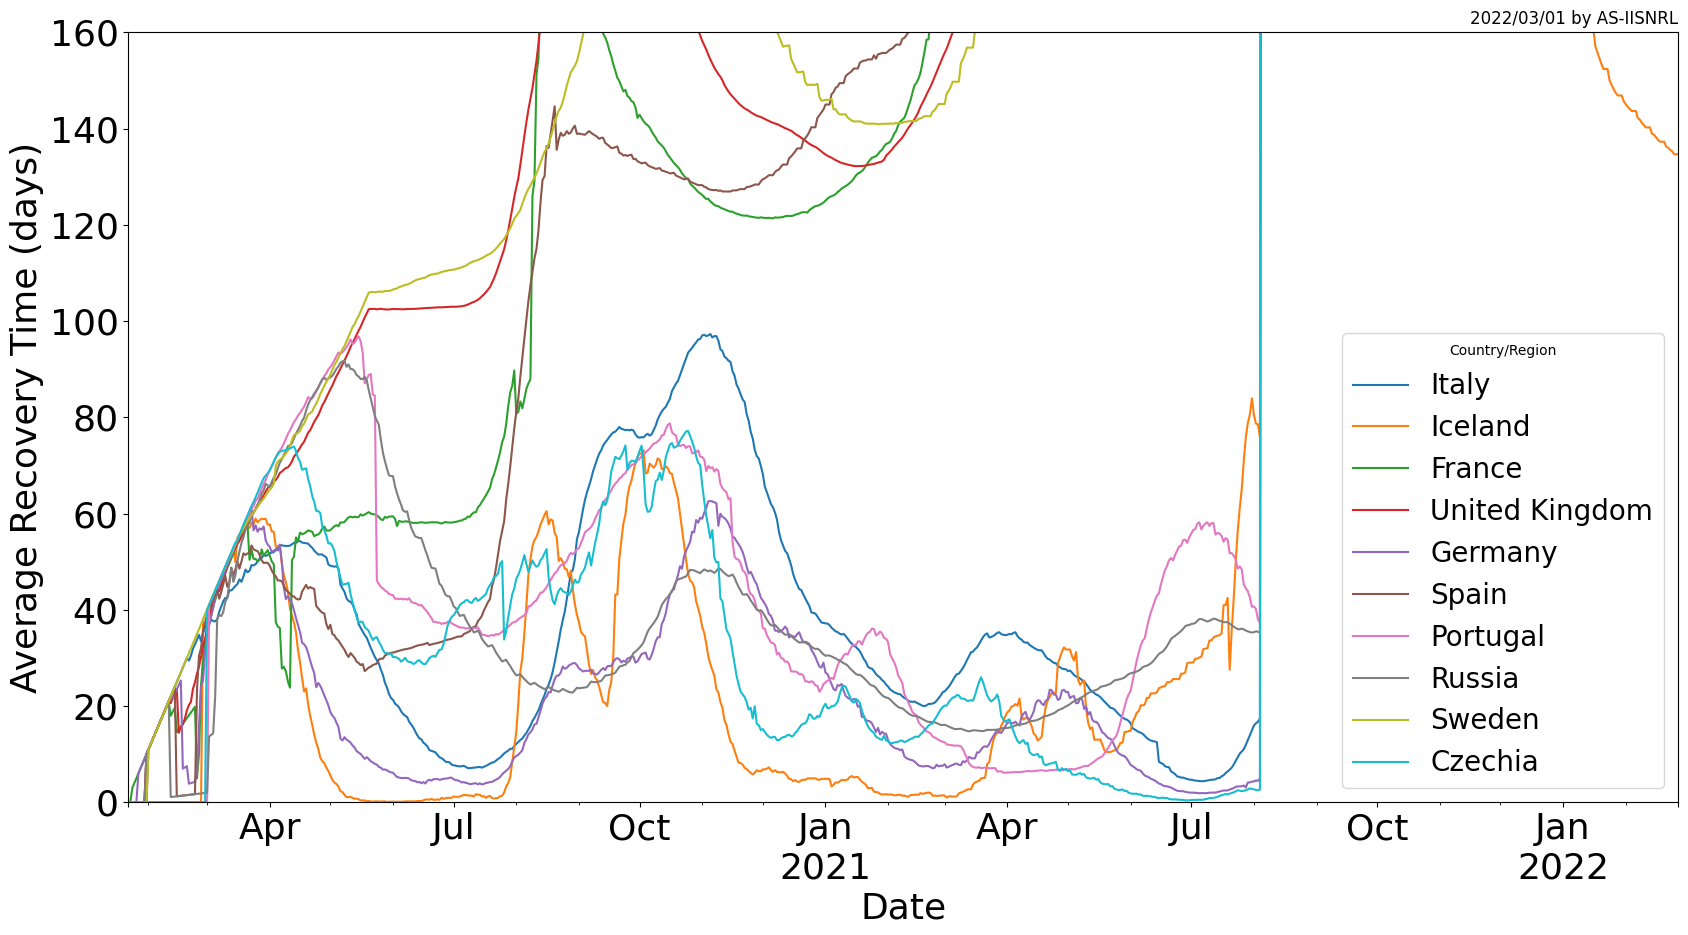 2022/03/01 by AS-IISNRL
160
140
120
100
80
60
40
20
0
Average Recovery Time (days)
Country/Region
Italy
Iceland
France
United Kingdom
Germany
Spain
Portugal
Russia
Sweden
Czechia
Apr Jul Oct Jan Apr Jul Oct Jan
2021 2022
Date